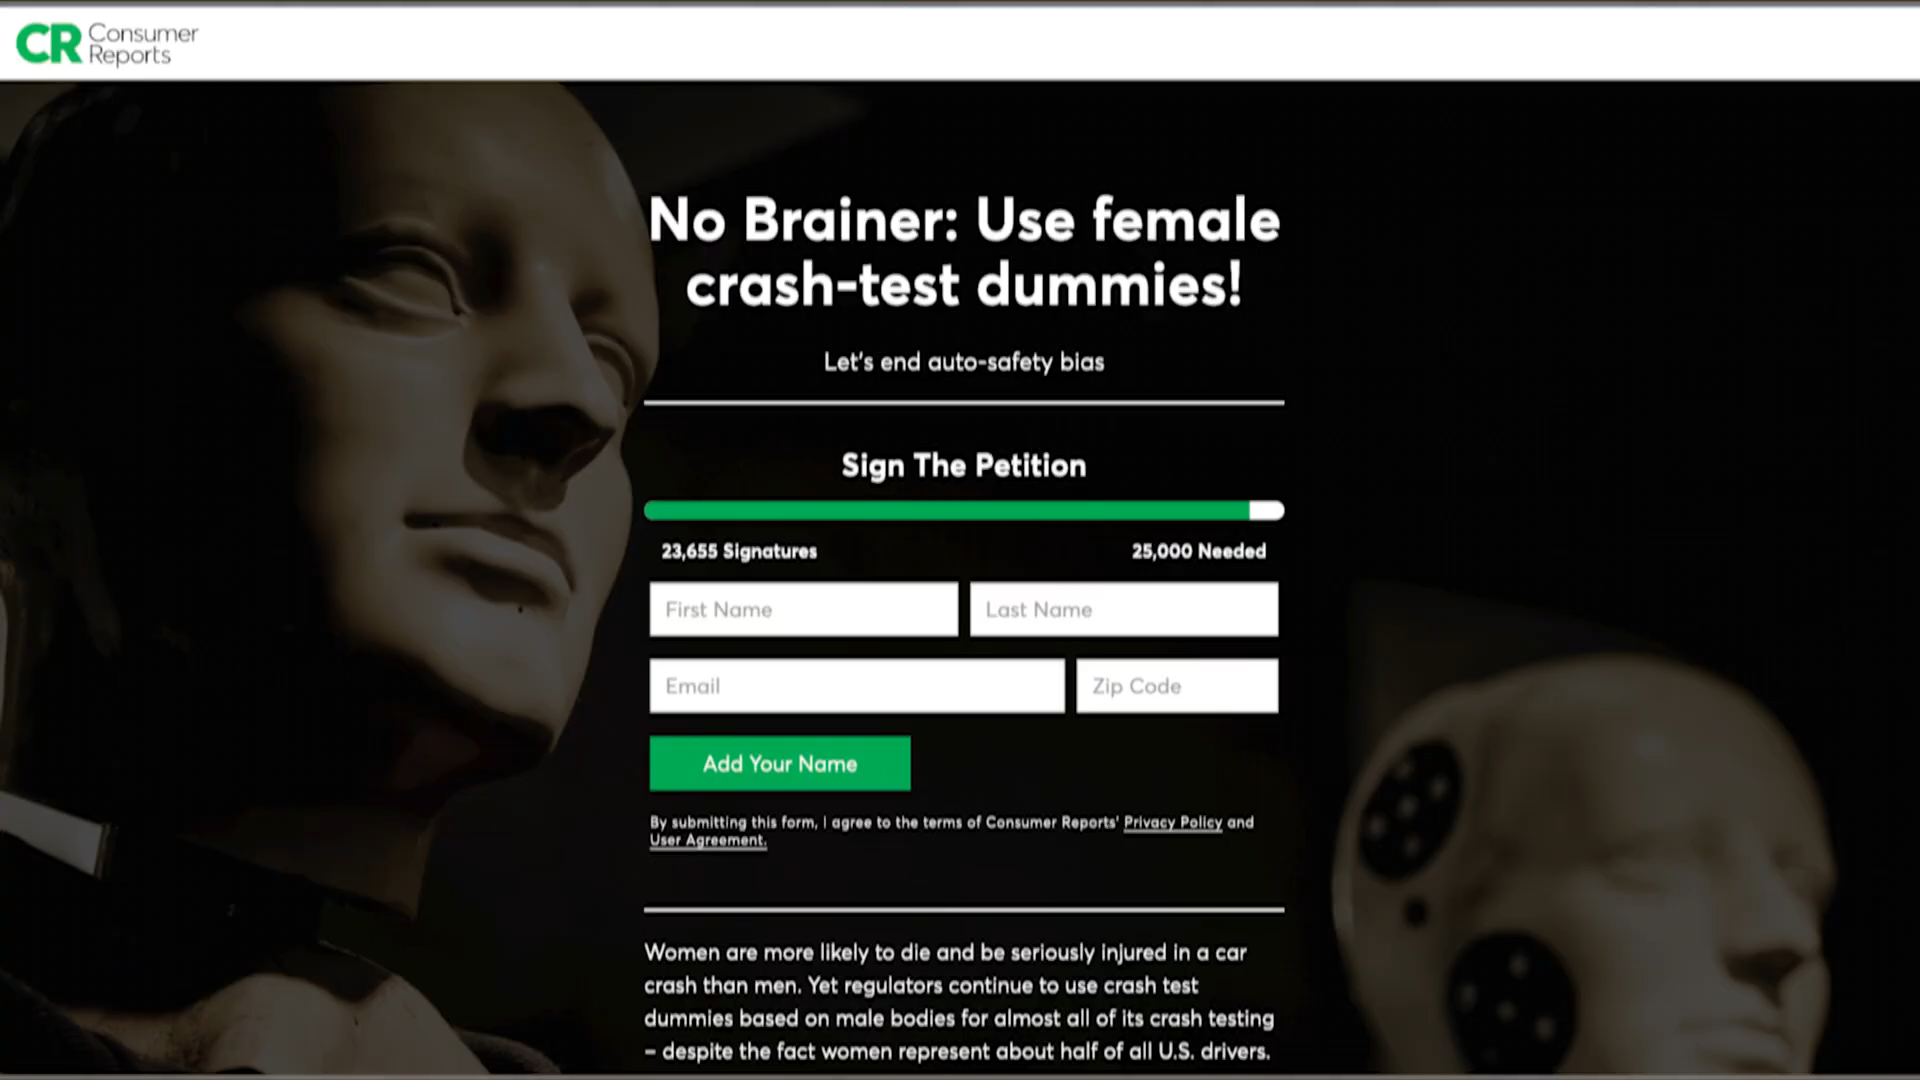 CR Consumer
Reports
No Brainer: Use female
crash-test dummies!
Let's end auto-safety bias
Sign The Petition
23,655 Signatures 25,000 Needed
First Name Last Name
Email Zip Code
Add Your Name
By submitting this form, I agree to the terms of Consumer Reports' Privacy Policy and
User Agreement.
Women are more likely to die and be seriously injured in a car
crash than men. Yet regulators continue to use crash test
dummies based on male bodies for almost all of its crash testing
– despite the fact women represent about half of all U.S. drivers.